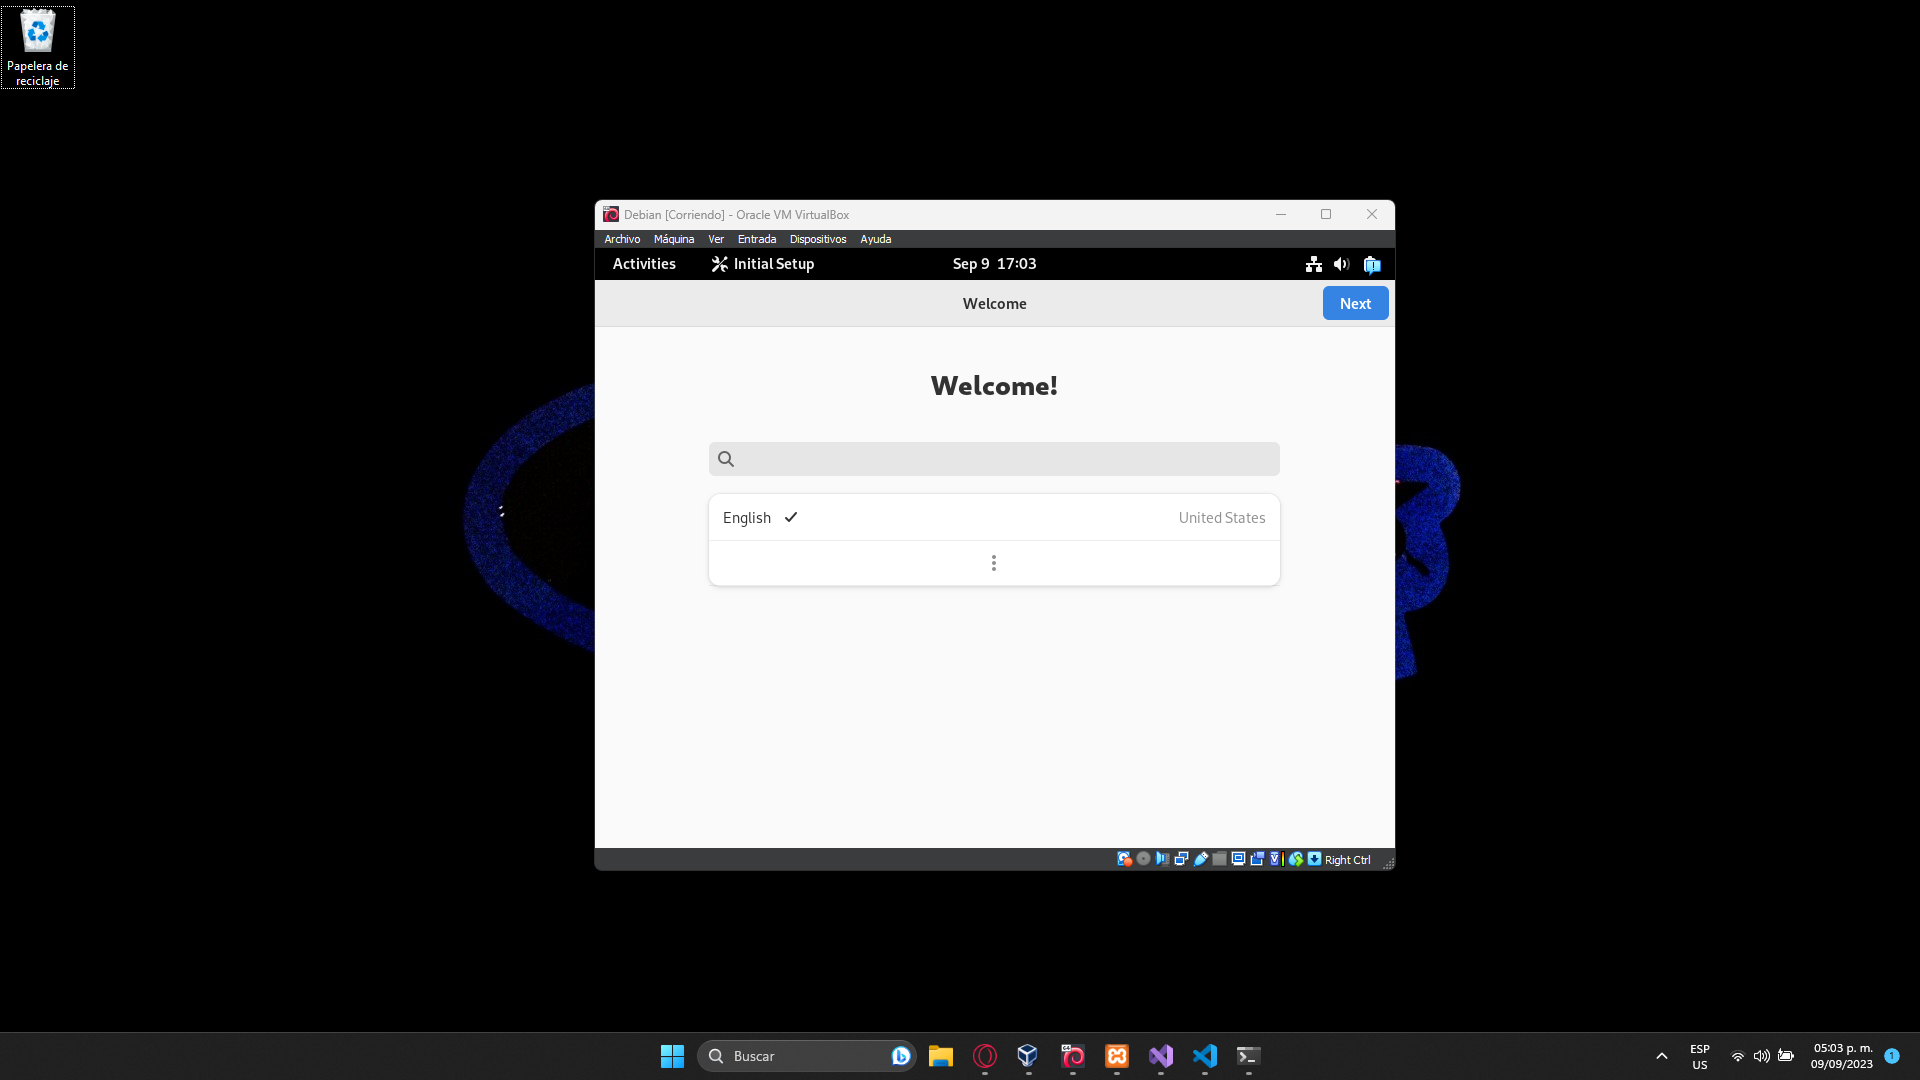 Papelera de
reciclaje
Debian [Corriendo] - Oracle VM VirtualBox
Archivo Máquina Ver Entrada Dispositivos Ayuda
Activities Initial Setup Sep 9 17:03
Welcome Next
Welcome!
English United States
Right Ctrl
Buscar
ESP
US
05:03 p. m.
09/09/2023
1